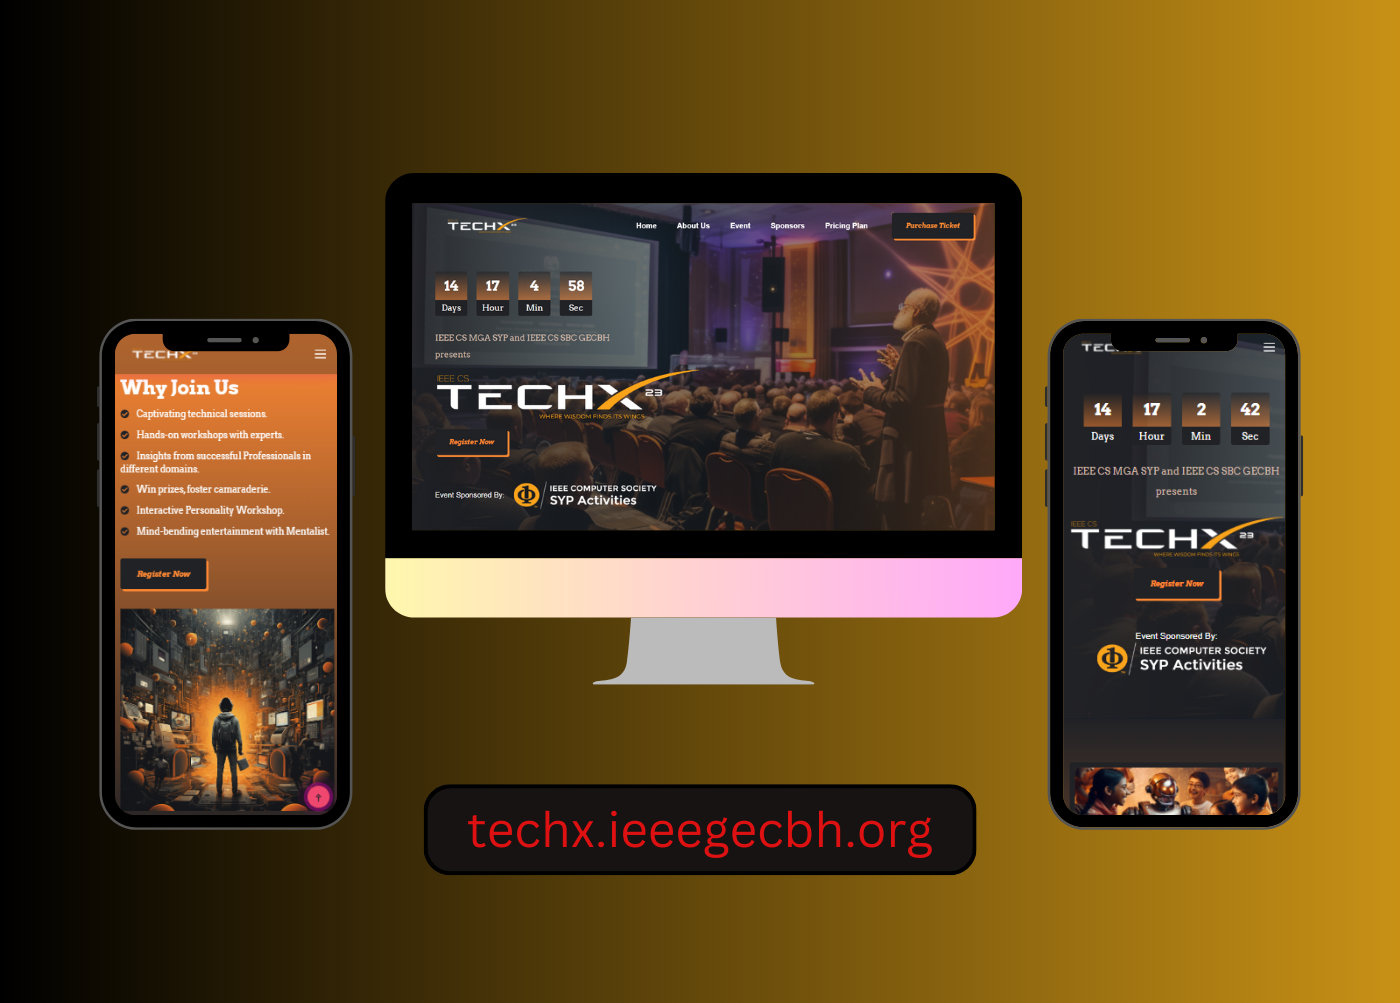 TECHX 23
Home About Us Event Sponsors Pricing Plan Purchase Ticket
14 17 4 58
Days Hour Min Sec
IEEE CS MGA SYP and IEEE CS SBC GECBH
presents
IEEE CS
TECHX 23
WHERE WISDOM FINDS ITS WINGS
Register Now
Event Sponsored By:
IEEE COMPUTER SOCIETY
SYP Activities
TECHX
Why Join Us
Captivating technical sessions.
Hands-on workshops with experts.
Insights from successful Professionals in
different domains.
Win prizes, foster camaraderie.
Interactive Personality Workshop.
Mind-bending entertainment with Mentalist.
Register Now
TEC
14 17 2 42
Days Hour Min Sec
IEEE CS MGA SYP and IEEE CS SBC GECBH
presents
IEEE CS
TECHX 23
WHERE WISDOM FINDS ITS WINGS
Register Now
Event Sponsored By:
IEEE COMPUTER SOCIETY
SYP Activities
techx.ieeegecbh.org